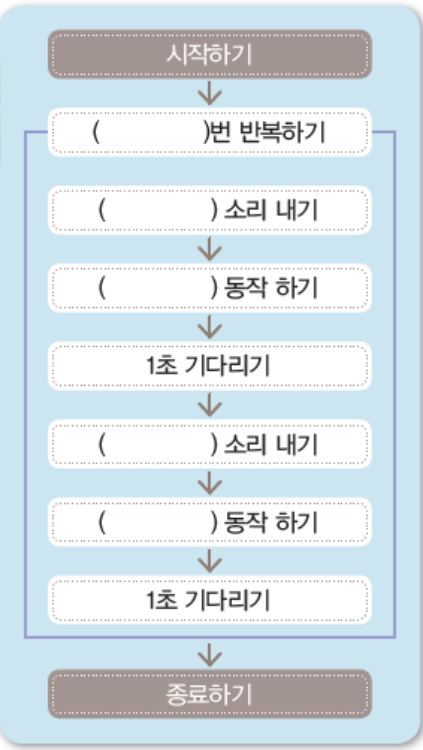 시작하기
( )번 반복하기
( ) 소리 내기
( ) 동작 하기
1초 기다리기
( ) 소리 내기
( ) 동작 하기
1초 기다리기
종료하기